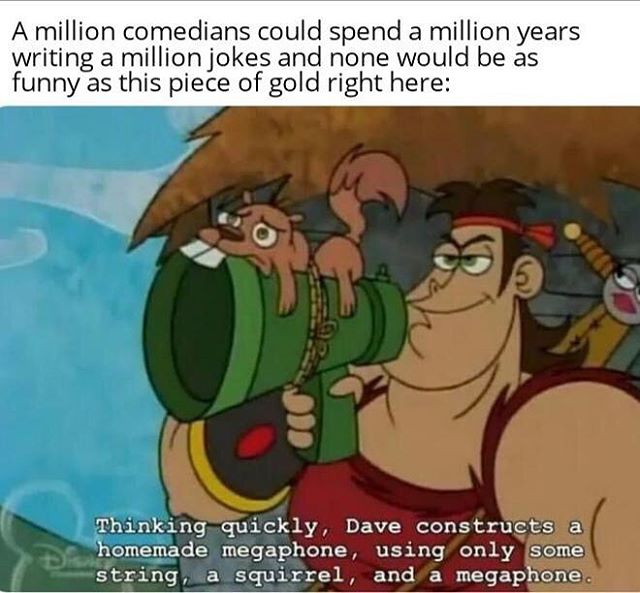 A million comedians could spend a million years
writing a million jokes and none would be as
funny as this piece of gold right here:
Thinking quickly, Dave constructs a
homemade megaphone, using only some
string, a squirrel, and a megaphone.